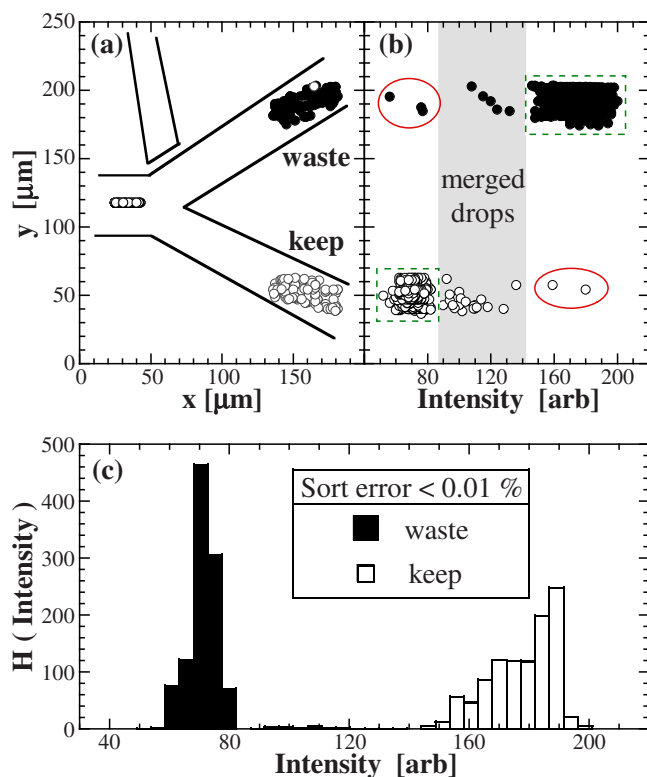 (a)
(b)
250
200
150
100
50
0
y [μm]
waste
keep
merged
drops
0 50 100 150
80 120 160 200
x [μm]
Intensity [arb]
(c)
500
400
300
200
100
0
H ( Intensity )
Sort error < 0.01 %
waste
keep
40 80 120 160 200
Intensity [arb]